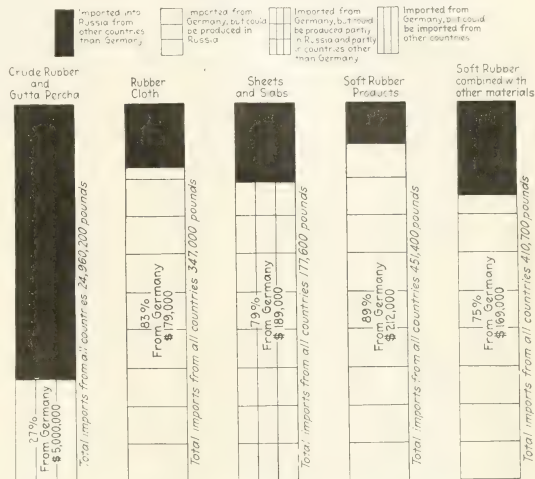 Imported into
Russia from
other countries
than Germany
Imported from
Germany, but could
be produced in
Russia
Imported from
Germany, but could
be produced partly
in Russia and partly
in countries other
than Germany
Imported from
Germany, but could
be imported from
other countries
Crude Rubber
and
Gutta Percha
Rubber
Cloth
Sheets
and Slabs
Soft Rubber
Products
Soft Rubber
combined with
other materials
27%
From Germany
$5,000,000
Total imports from all countries 24,960,200 pounds
83%
From Germany
$179,000
Total imports from all countries 347,000 pounds
79%
From Germany
$189,000
Total imports from all countries 177,600 pounds
89%
From Germany
$212,000
Total imports from all countries 451,400 pounds
75%
From Germany
$169,000
Total imports from all countries 410,700 pounds